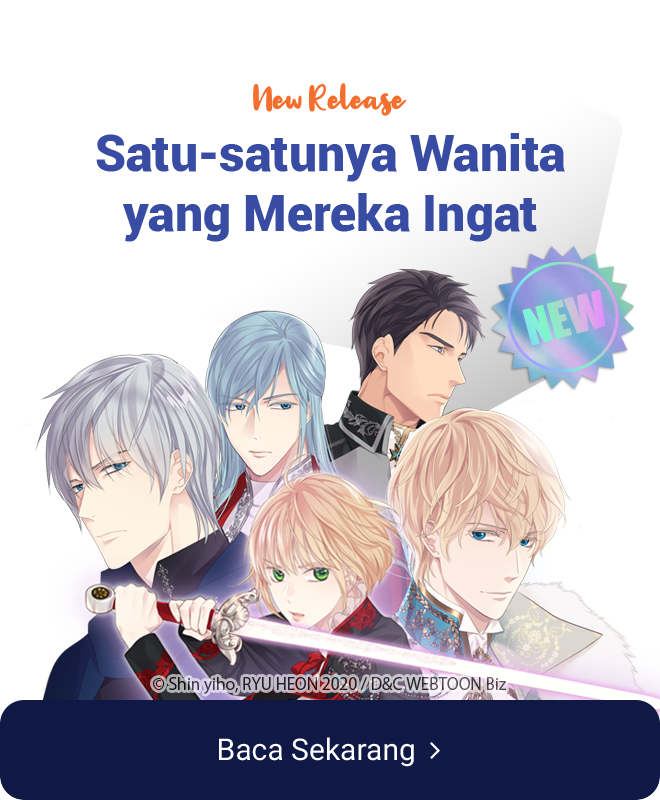 New Release
Satu-satunya Wanita
yang Mereka Ingat
NEW
© Shin yiho, RYU HEON 2020 / D&C WEBTOON Biz
Baca Sekarang >